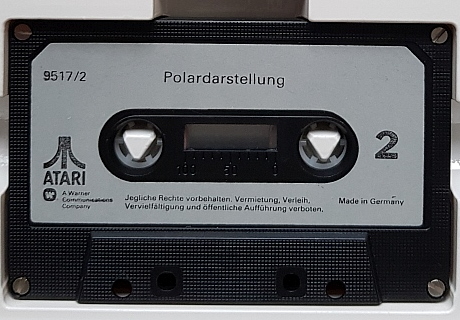 9517/2
Polardarstellung
2
ATARI
A Warner
Communications
Company
Jegliche Rechte vorbehalten. Vermietung, Verleih,
Vervielfältigung und öffentliche Aufführung verboten.
Made in Germany
100 50 0